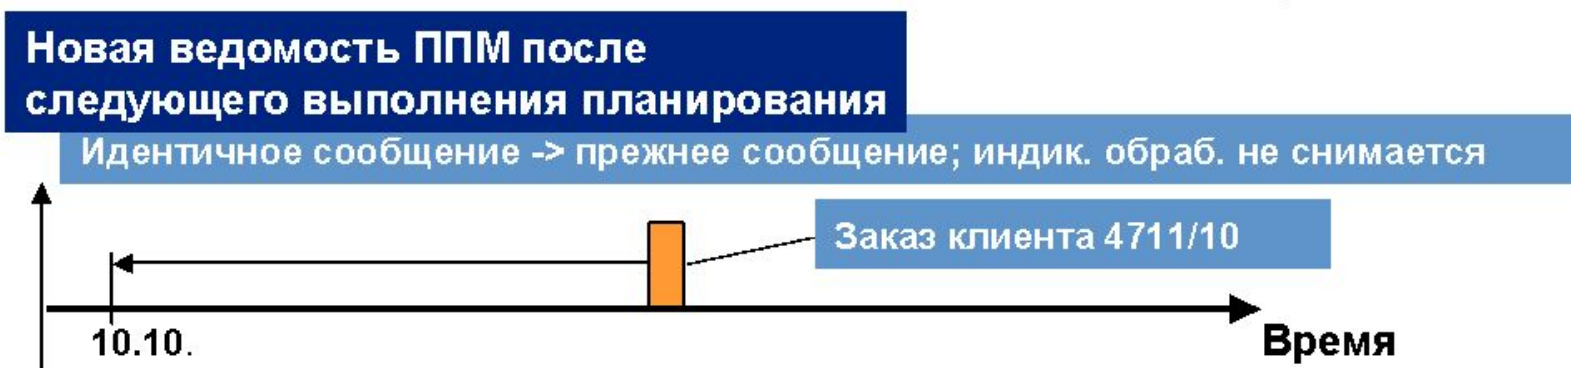 Новая ведомость ППМ после
следующего выполнения планирования
Идентичное сообщение -> прежнее сообщение; индик. обраб. не снимается
Заказ клиента 4711/10
10.10.
Время